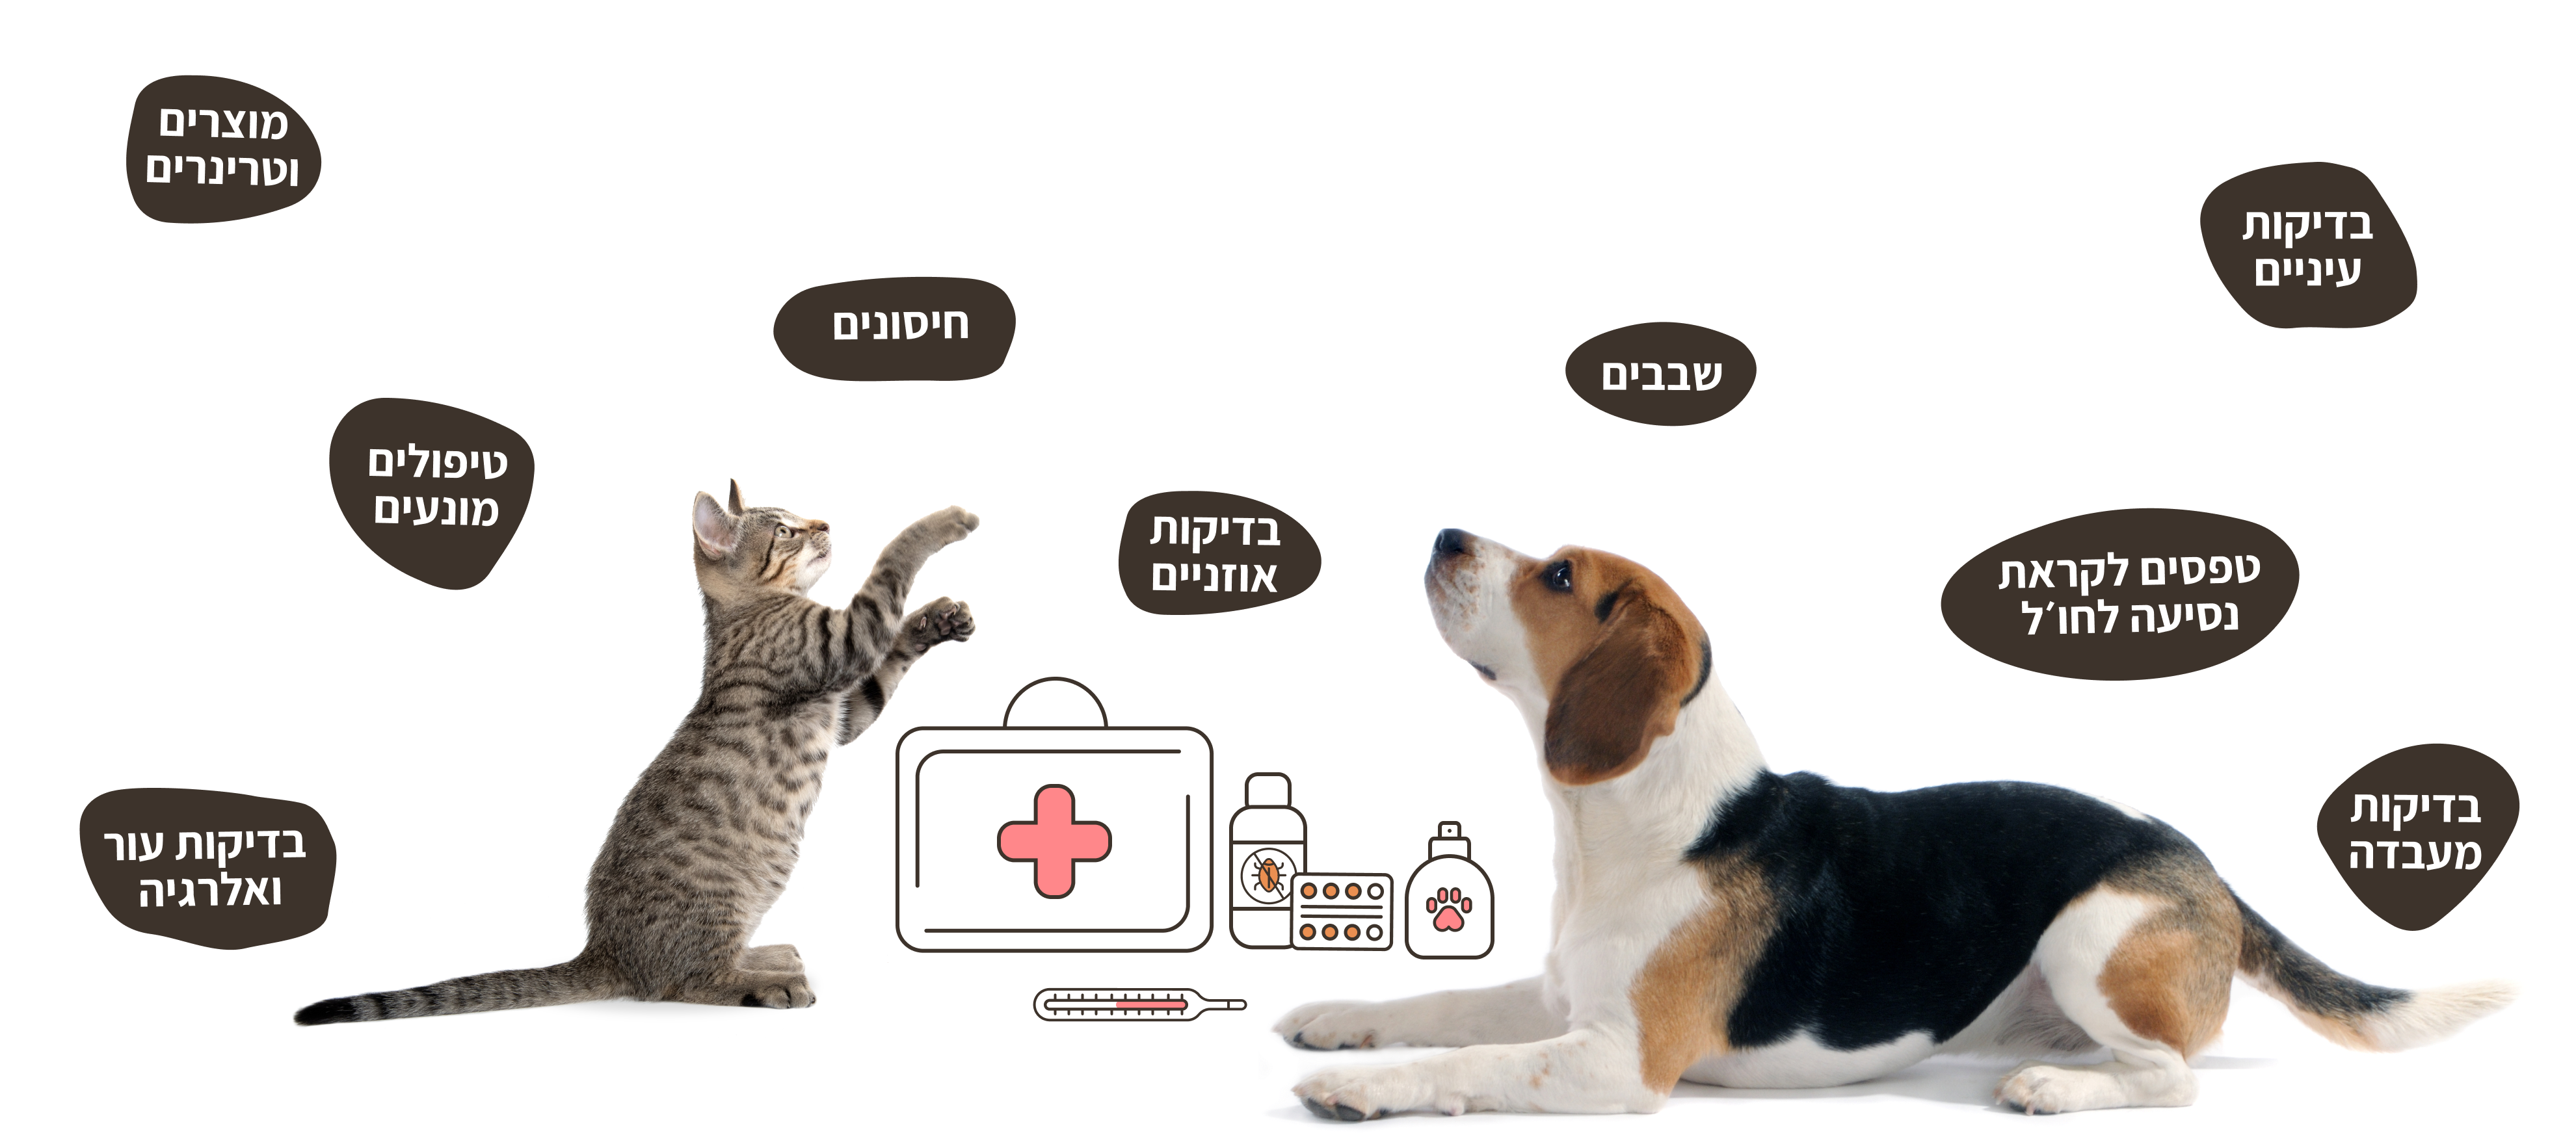 מוצרים
וטרינרים
בדיקות
עיניים
חיסונים
שבבים
טיפולים
מונעים
בדיקות
אוזניים
טפסים לקראת
נסיעה לחו׳ל
בדיקות
מעבדה
בדיקות עור
ואלרגיה